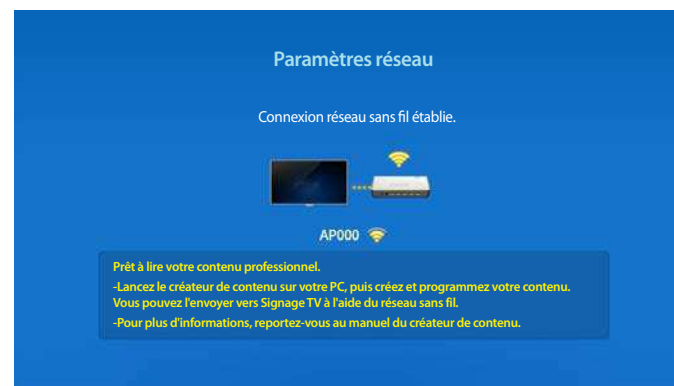 Paramètres réseau
Connexion réseau sans fil établie.
AP000
Prêt à lire votre contenu professionnel.
-Lancez le créateur de contenu sur votre PC, puis créez et programmez votre contenu.
Vous pouvez l'envoyer vers Signage TV à l'aide du réseau sans fil.
-Pour plus d'informations, reportez-vous au manuel du créateur de contenu.